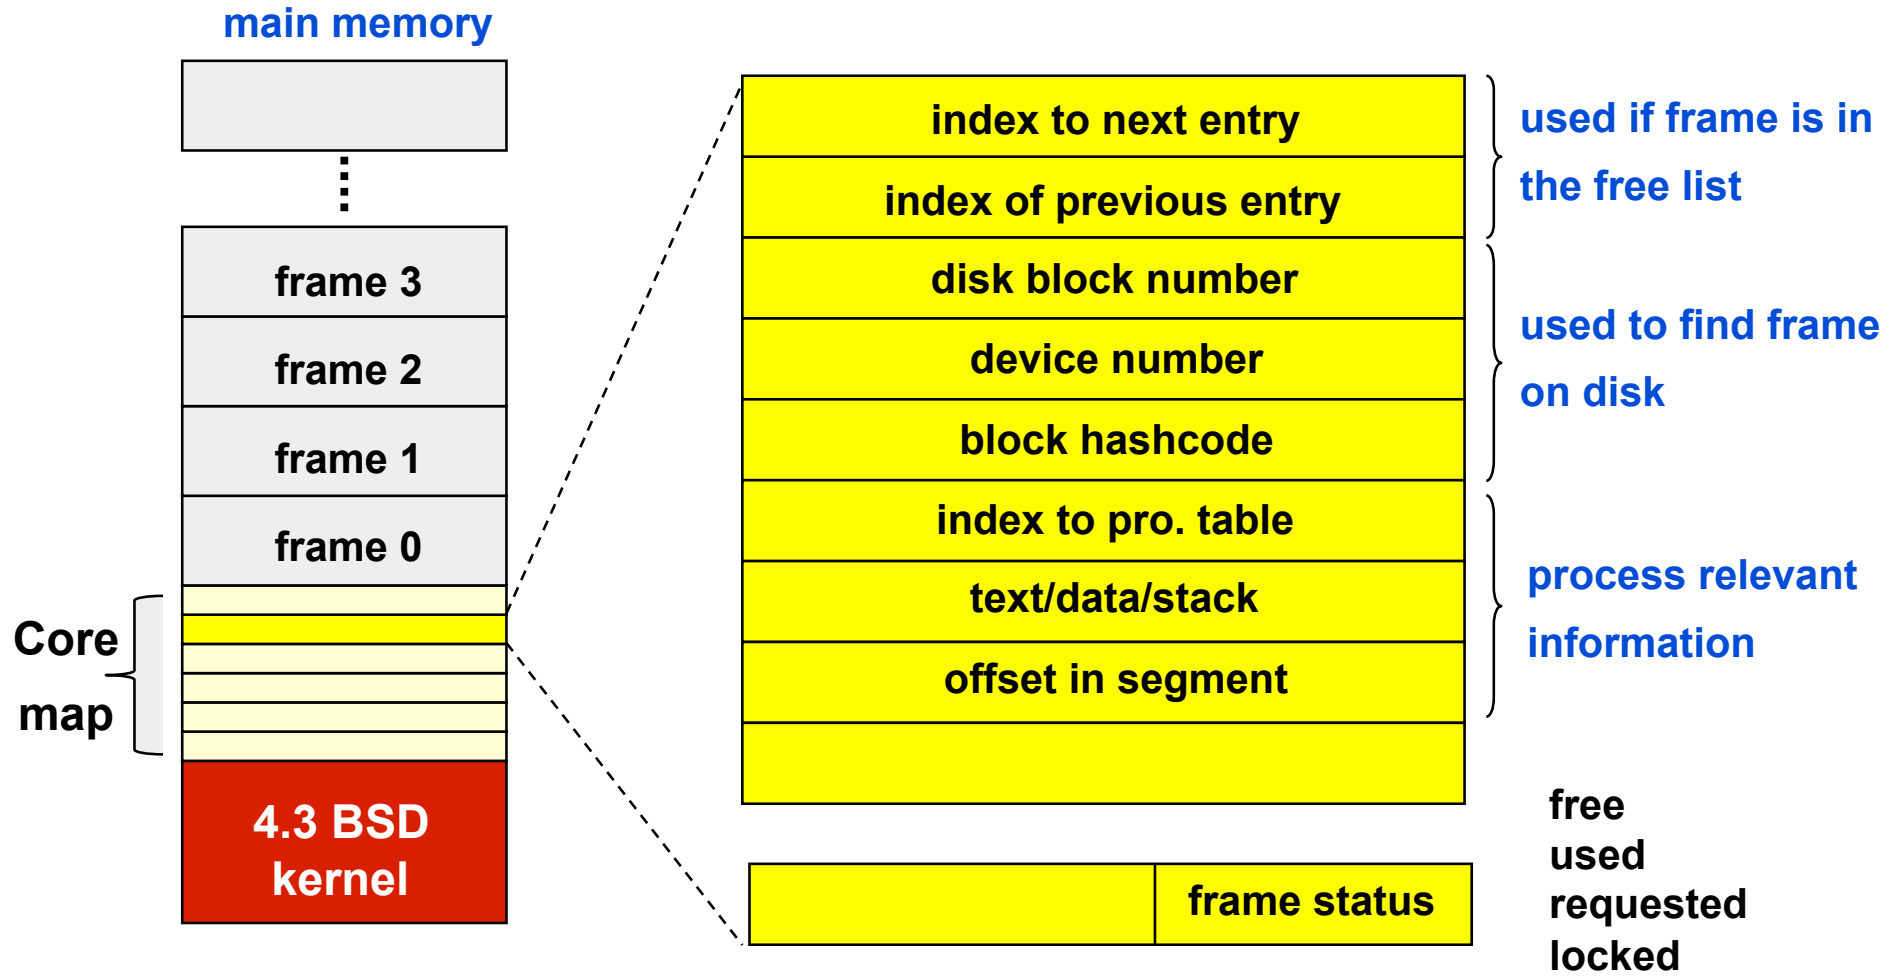 main memory
frame 3
frame 2
frame 1
frame 0
Core
map
4.3 BSD
kernel
index to next entry
index of previous entry
disk block number
device number
block hashcode
index to pro. table
text/data/stack
offset in segment
frame status
used if frame is in
the free list
used to find frame
on disk
process relevant
information
free
used
requested
locked